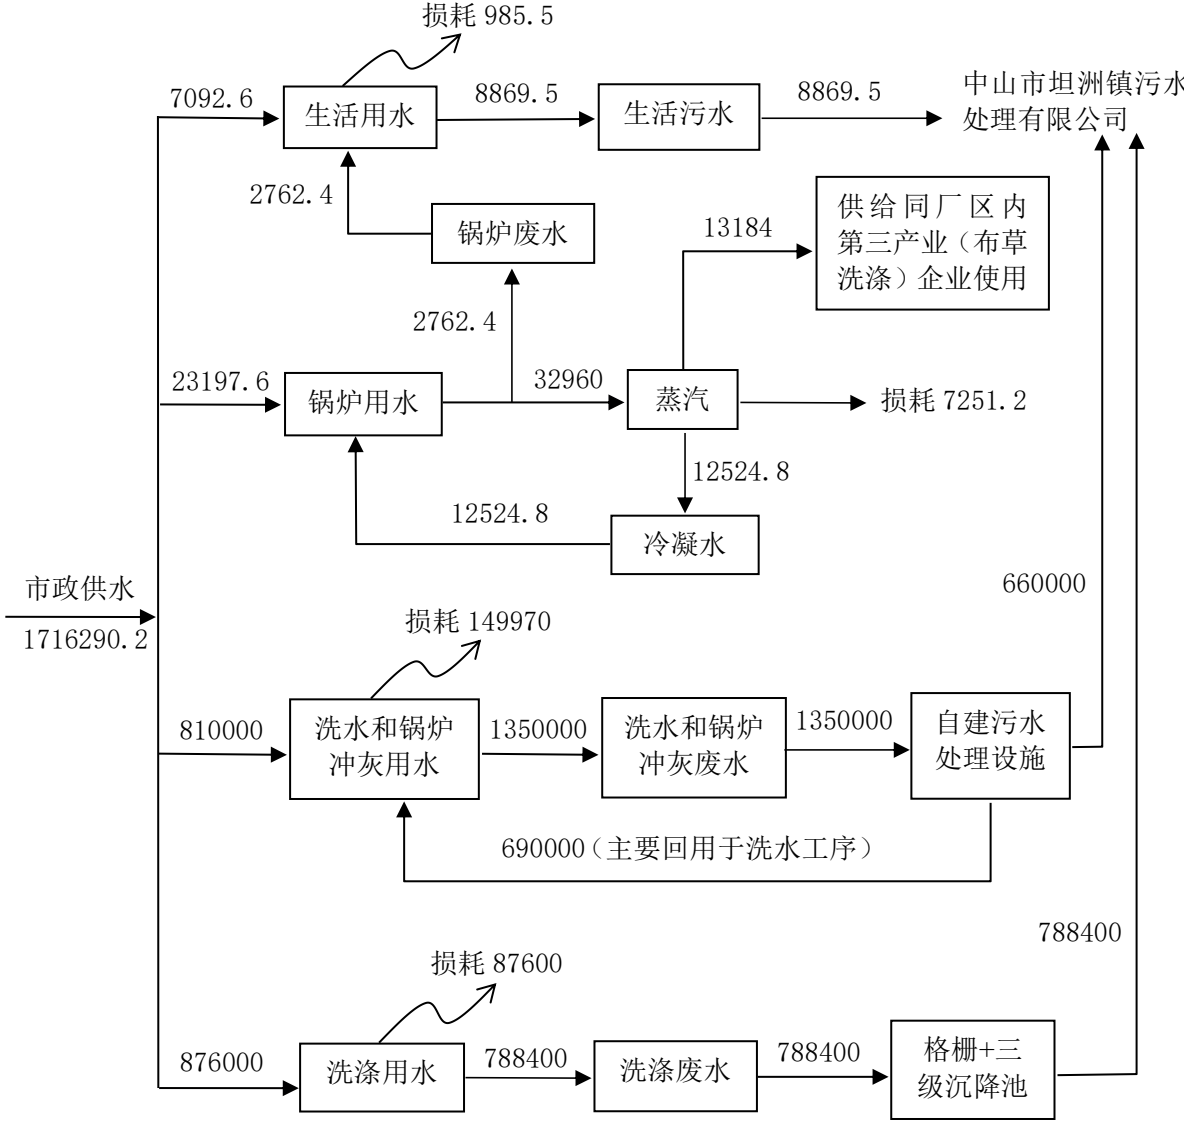 损耗 985.5
7092.6
生活用水
8869.5
生活污水
8869.5
中山市坦洲镇污水
处理有限公司
2762.4
锅炉废水
13184
供给同厂区内
第三产业（布草
洗涤）企业使用
2762.4
23197.6
锅炉用水
32960
蒸汽
损耗 7251.2
12524.8
12524.8
冷凝水
660000
市政供水
1716290.2
损耗 149970
810000
洗水和锅炉
冲灰用水
1350000
洗水和锅炉
冲灰废水
1350000
自建污水
处理设施
690000（主要回用于洗水工序）
788400
损耗 87600
876000
洗涤用水
788400
洗涤废水
788400
格栅+三
级沉降池